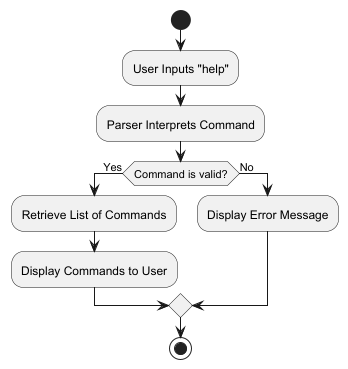 User Inputs "help"
Parser Interprets Command
Yes
Command is valid?
No
Retrieve List of Commands
Display Error Message
Display Commands to User